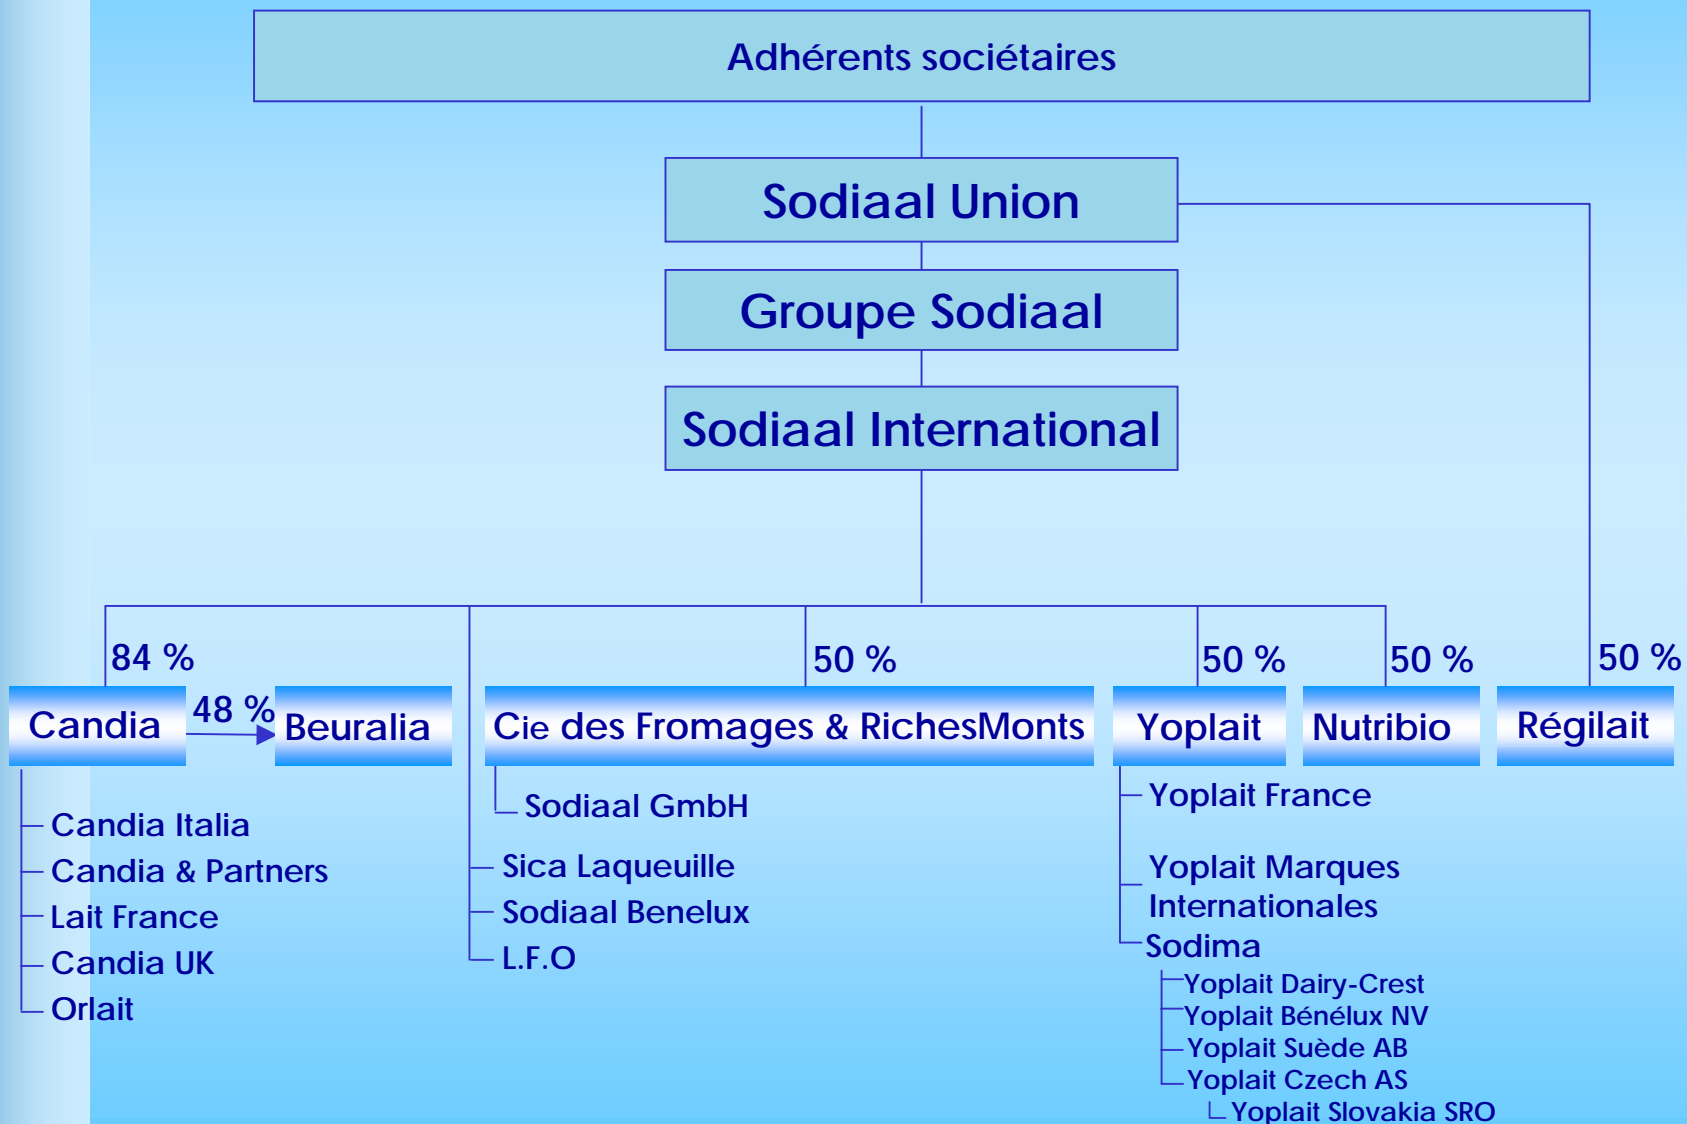 Adhérents sociétaires
Sodiaal Union
Groupe Sodiaal
Sodiaal International
84 %
50 %
50 %
50 %
50 %
48 %
Candia
Beuralia
Cie des Fromages & RichesMonts
Yoplait
Nutribio
Régilait
Candia Italia
Candia & Partners
Lait France
Candia UK
Orlait
Sodiaal GmbH
Sica Laqueuille
Sodiaal Benelux
L.F.O
Yoplait France
Yoplait Marques
Internationales
Sodima
Yoplait Dairy-Crest
Yoplait Bénélux NV
Yoplait Suède AB
Yoplait Czech AS
Yoplait Slovakia SRO